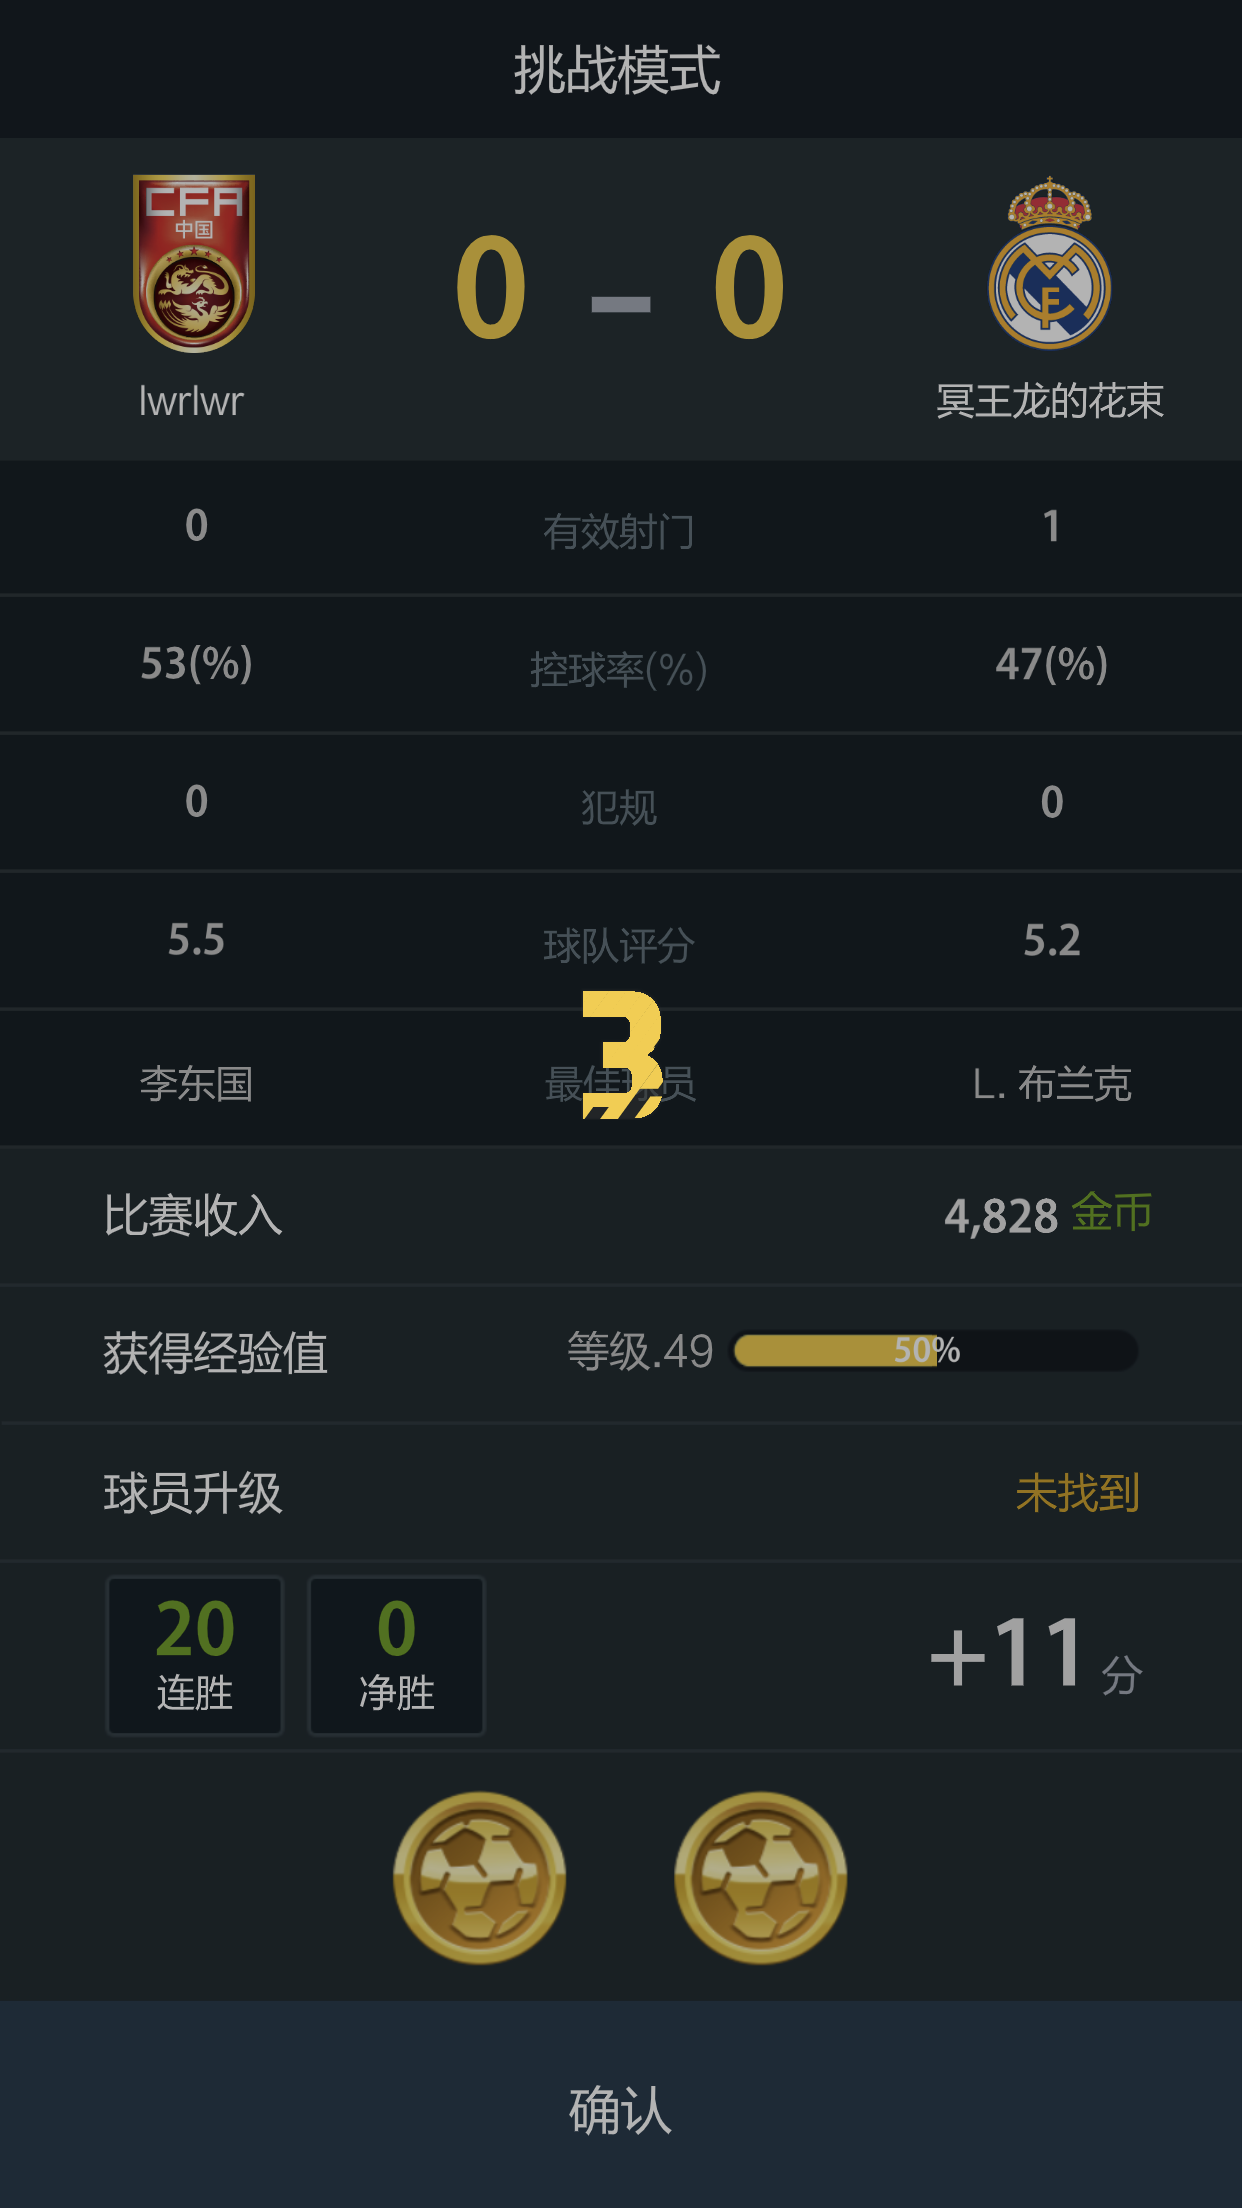 挑战模式
CFA
中国
0 - 0
lwrlwr
冥王龙的花束
0 有效射门 1
53(%) 控球率(%) 47(%)
0 犯规 0
5.5 球队评分 5.2
3
李东国 最佳球员 L. 布兰克
比赛收入 4,828 金币
获得经验值 等级.49 50%
球员升级 未找到
20 0 +11 分
连胜 净胜
确认